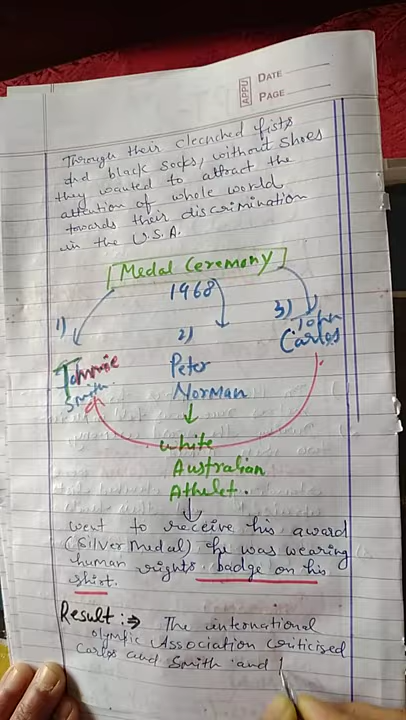 APPU
DATE
PAGE
Through their cleanched fists
and black socks, without shoes
they wanted to attract the
attention of whole world
towards their discrimination
in the U.S.A.
Medal Ceremony
1968
1) 2) 3)
Tommie
Smith
Peter
Norman
John
Carlos
white
Australian
Athelet.
went to receive his award
(Silver Medal) he was wearing
human rights badge on his
shirt.
Result:⇒ The international
olympic Association criticised
Carlos and Smith and